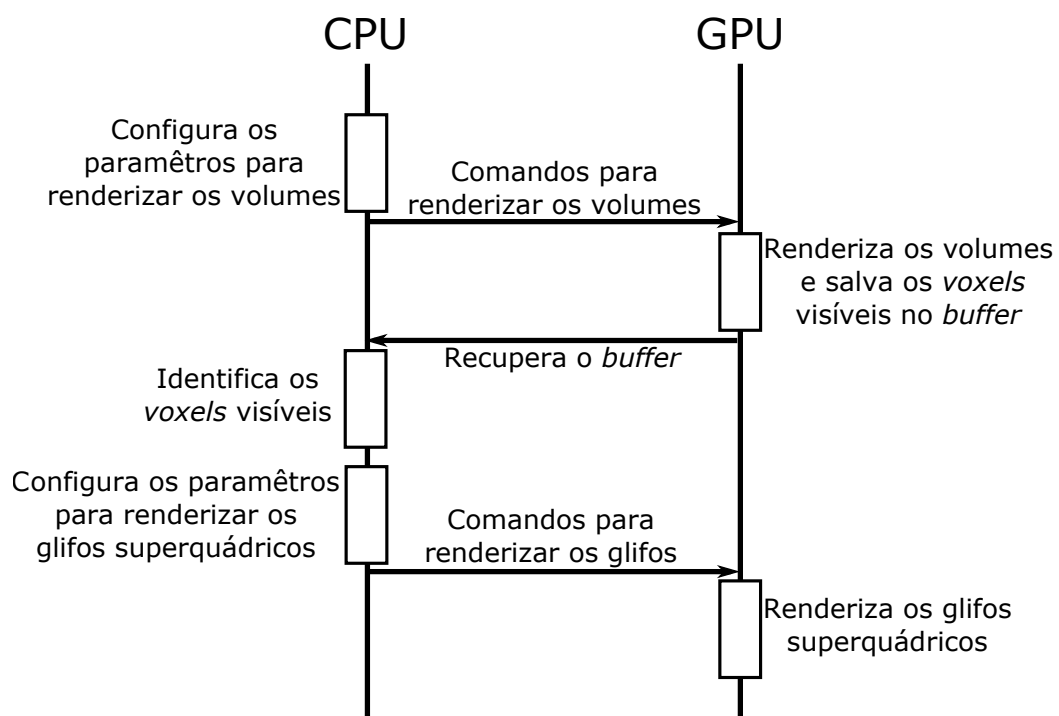 CPU
GPU
Configura os
paramêtros para
renderizar os volumes
Comandos para
renderizar os volumes
Renderiza os volumes
e salva os voxels
visíveis no buffer
Recupera o buffer
Identifica os
voxels visíveis
Configura os paramêtros
para renderizar os
glifos superquádricos
Comandos para
renderizar os glifos
Renderiza os glifos
superquádricos